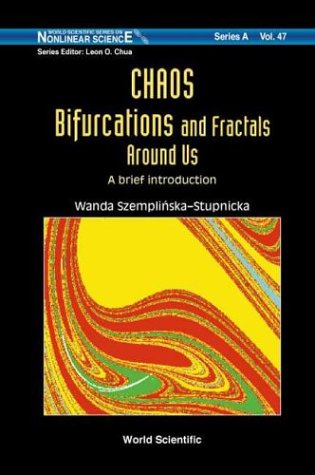 WORLD SCIENTIFIC SERIES ON
NONLINEAR SCIENCE
Series A Vol. 47
Series Editor: Leon O. Chua
CHAOS
Bifurcations and Fractals
Around Us
A brief introduction
Wanda Szemplińska-Stupnicka
World Scientific